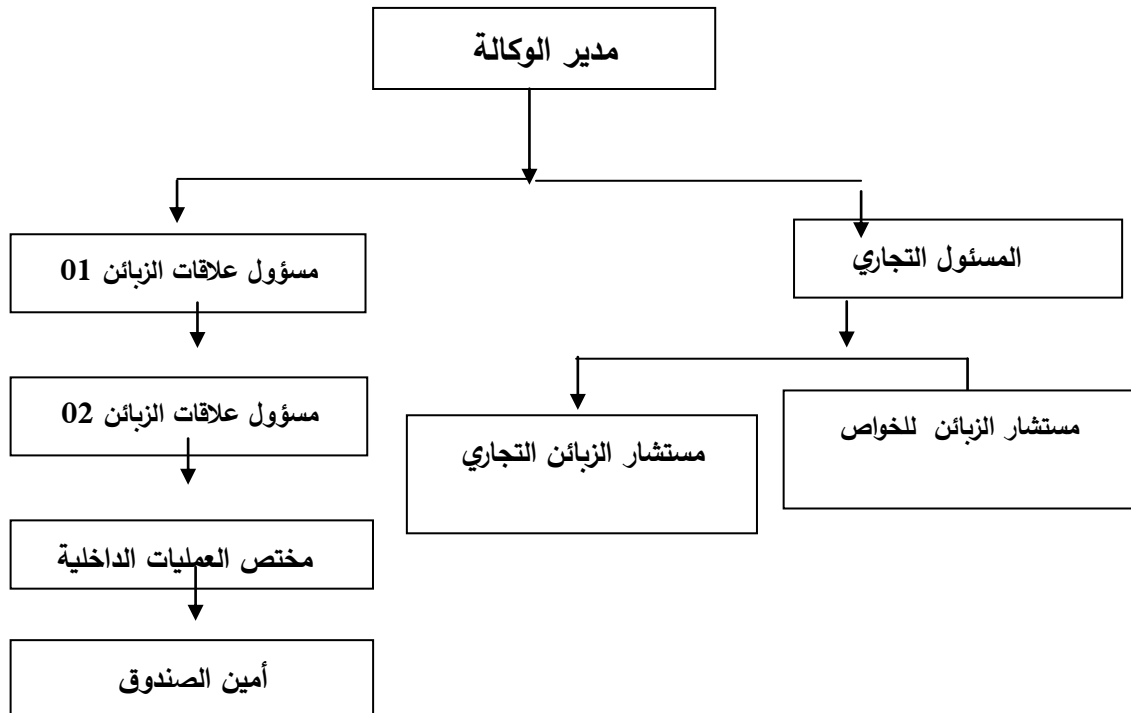 مدير الوكالة
المسئول التجاري
مسؤول علاقات الزبائن 01
مستشار الزبائن للخواص
مستشار الزبائن التجاري
مسؤول علاقات الزبائن 02
مختص العمليات الداخلية
أمين الصندوق